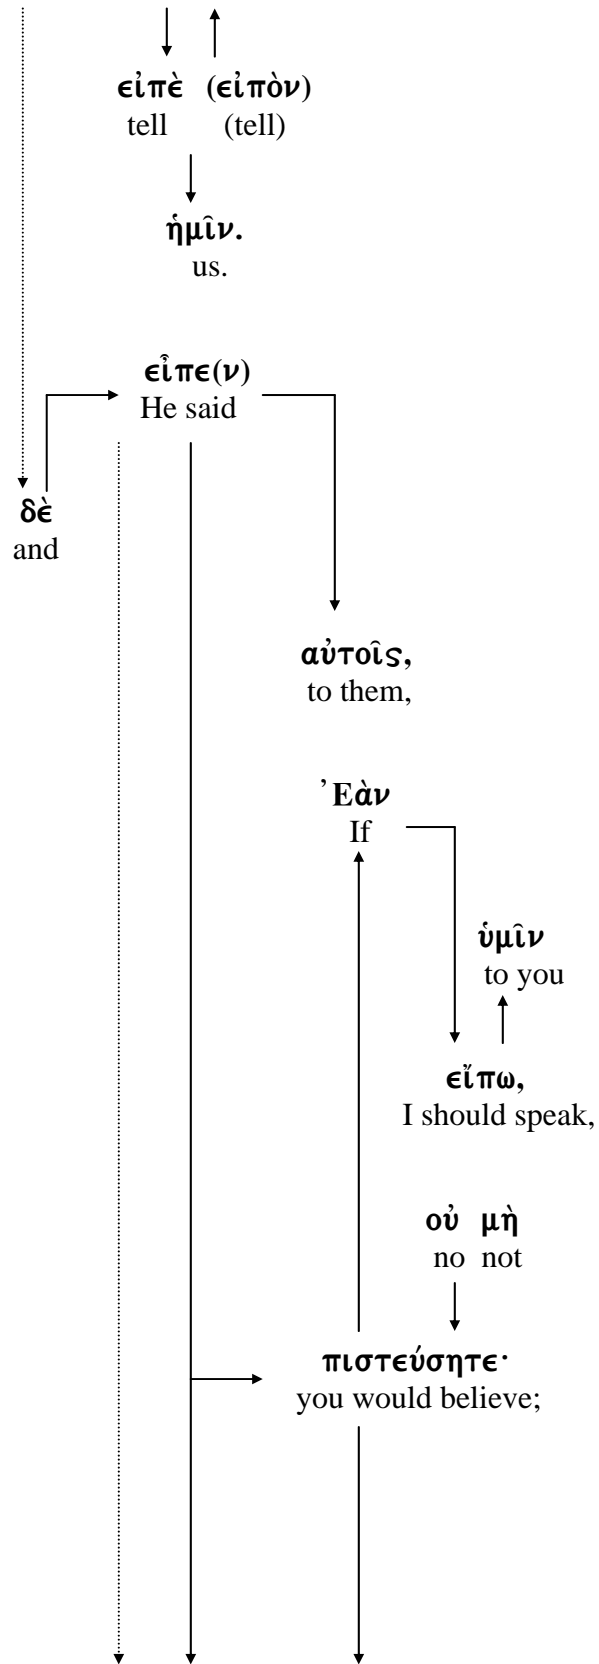 εἰπὲ (εἰπὸν)
tell (tell)
ἡμῖν.
us.
εἶπε(ν)
He said
δὲ
and
αὐτοῖς,
to them,
Ἐὰν
If
ὑμῖν
to you
εἴπω,
I should speak,
οὐ μὴ
no not
πιστεύσητε·
you would believe;